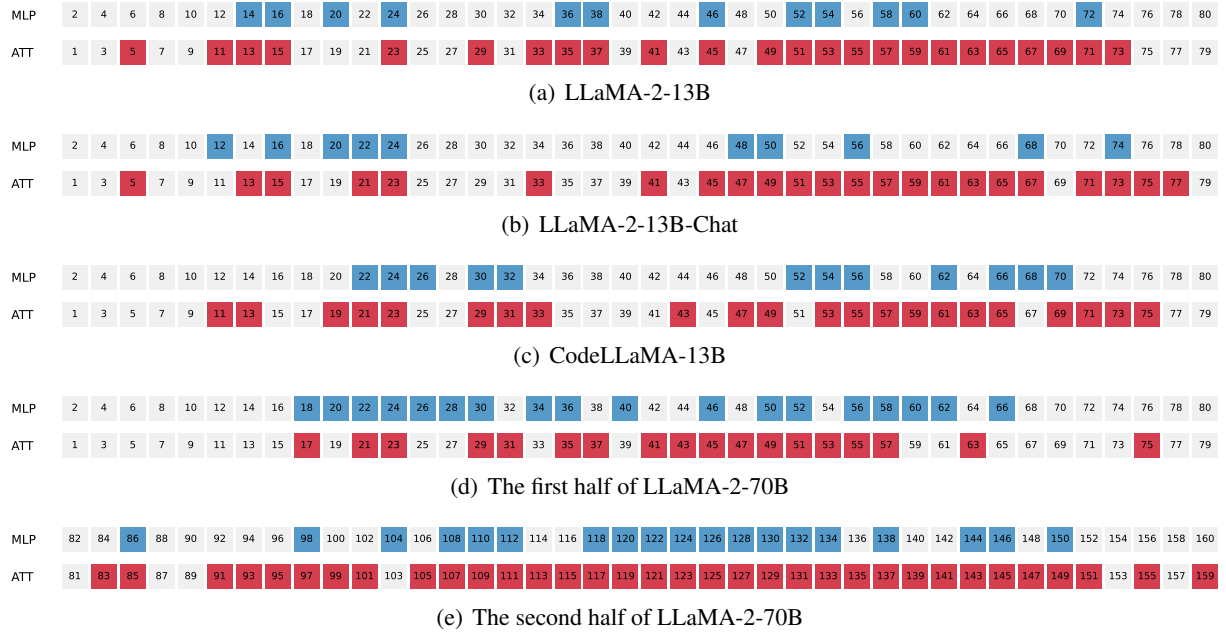 MLP 2 4 6 8 10 12 14 16 18 20 22 24 26 28 30 32 34 36 38 40 42 44 46 48 50 52 54 56 58 60 62 64 66 68 70 72 74 76 78 80
ATT 1 3 5 7 9 11 13 15 17 19 21 23 25 27 29 31 33 35 37 39 41 43 45 47 49 51 53 55 57 59 61 63 65 67 69 71 73 75 77 79
(a) LLaMA-2-13B
MLP 2 4 6 8 10 12 14 16 18 20 22 24 26 28 30 32 34 36 38 40 42 44 46 48 50 52 54 56 58 60 62 64 66 68 70 72 74 76 78 80
ATT 1 3 5 7 9 11 13 15 17 19 21 23 25 27 29 31 33 35 37 39 41 43 45 47 49 51 53 55 57 59 61 63 65 67 69 71 73 75 77 79
(b) LLaMA-2-13B-Chat
MLP 2 4 6 8 10 12 14 16 18 20 22 24 26 28 30 32 34 36 38 40 42 44 46 48 50 52 54 56 58 60 62 64 66 68 70 72 74 76 78 80
ATT 1 3 5 7 9 11 13 15 17 19 21 23 25 27 29 31 33 35 37 39 41 43 45 47 49 51 53 55 57 59 61 63 65 67 69 71 73 75 77 79
(c) CodeLLaMA-13B
MLP 2 4 6 8 10 12 14 16 18 20 22 24 26 28 30 32 34 36 38 40 42 44 46 48 50 52 54 56 58 60 62 64 66 68 70 72 74 76 78 80
ATT 1 3 5 7 9 11 13 15 17 19 21 23 25 27 29 31 33 35 37 39 41 43 45 47 49 51 53 55 57 59 61 63 65 67 69 71 73 75 77 79
(d) The first half of LLaMA-2-70B
MLP 82 84 86 88 90 92 94 96 98 100 102 104 106 108 110 112 114 116 118 120 122 124 126 128 130 132 134 136 138 140 142 144 146 148 150 152 154 156 158 160
ATT 81 83 85 87 89 91 93 95 97 99 101 103 105 107 109 111 113 115 117 119 121 123 125 127 129 131 133 135 137 139 141 143 145 147 149 151 153 155 157 159
(e) The second half of LLaMA-2-70B